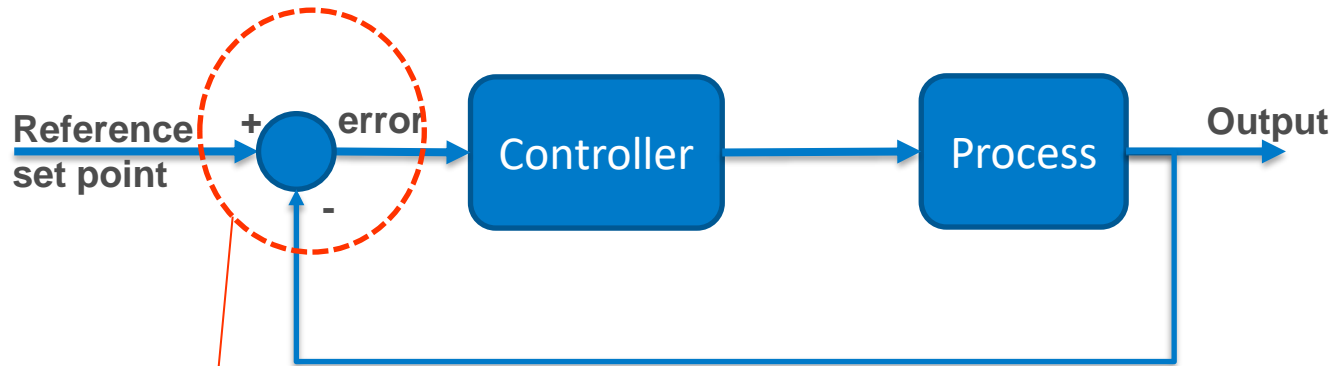 Reference
set point
+
-
error
Controller
Process
Output